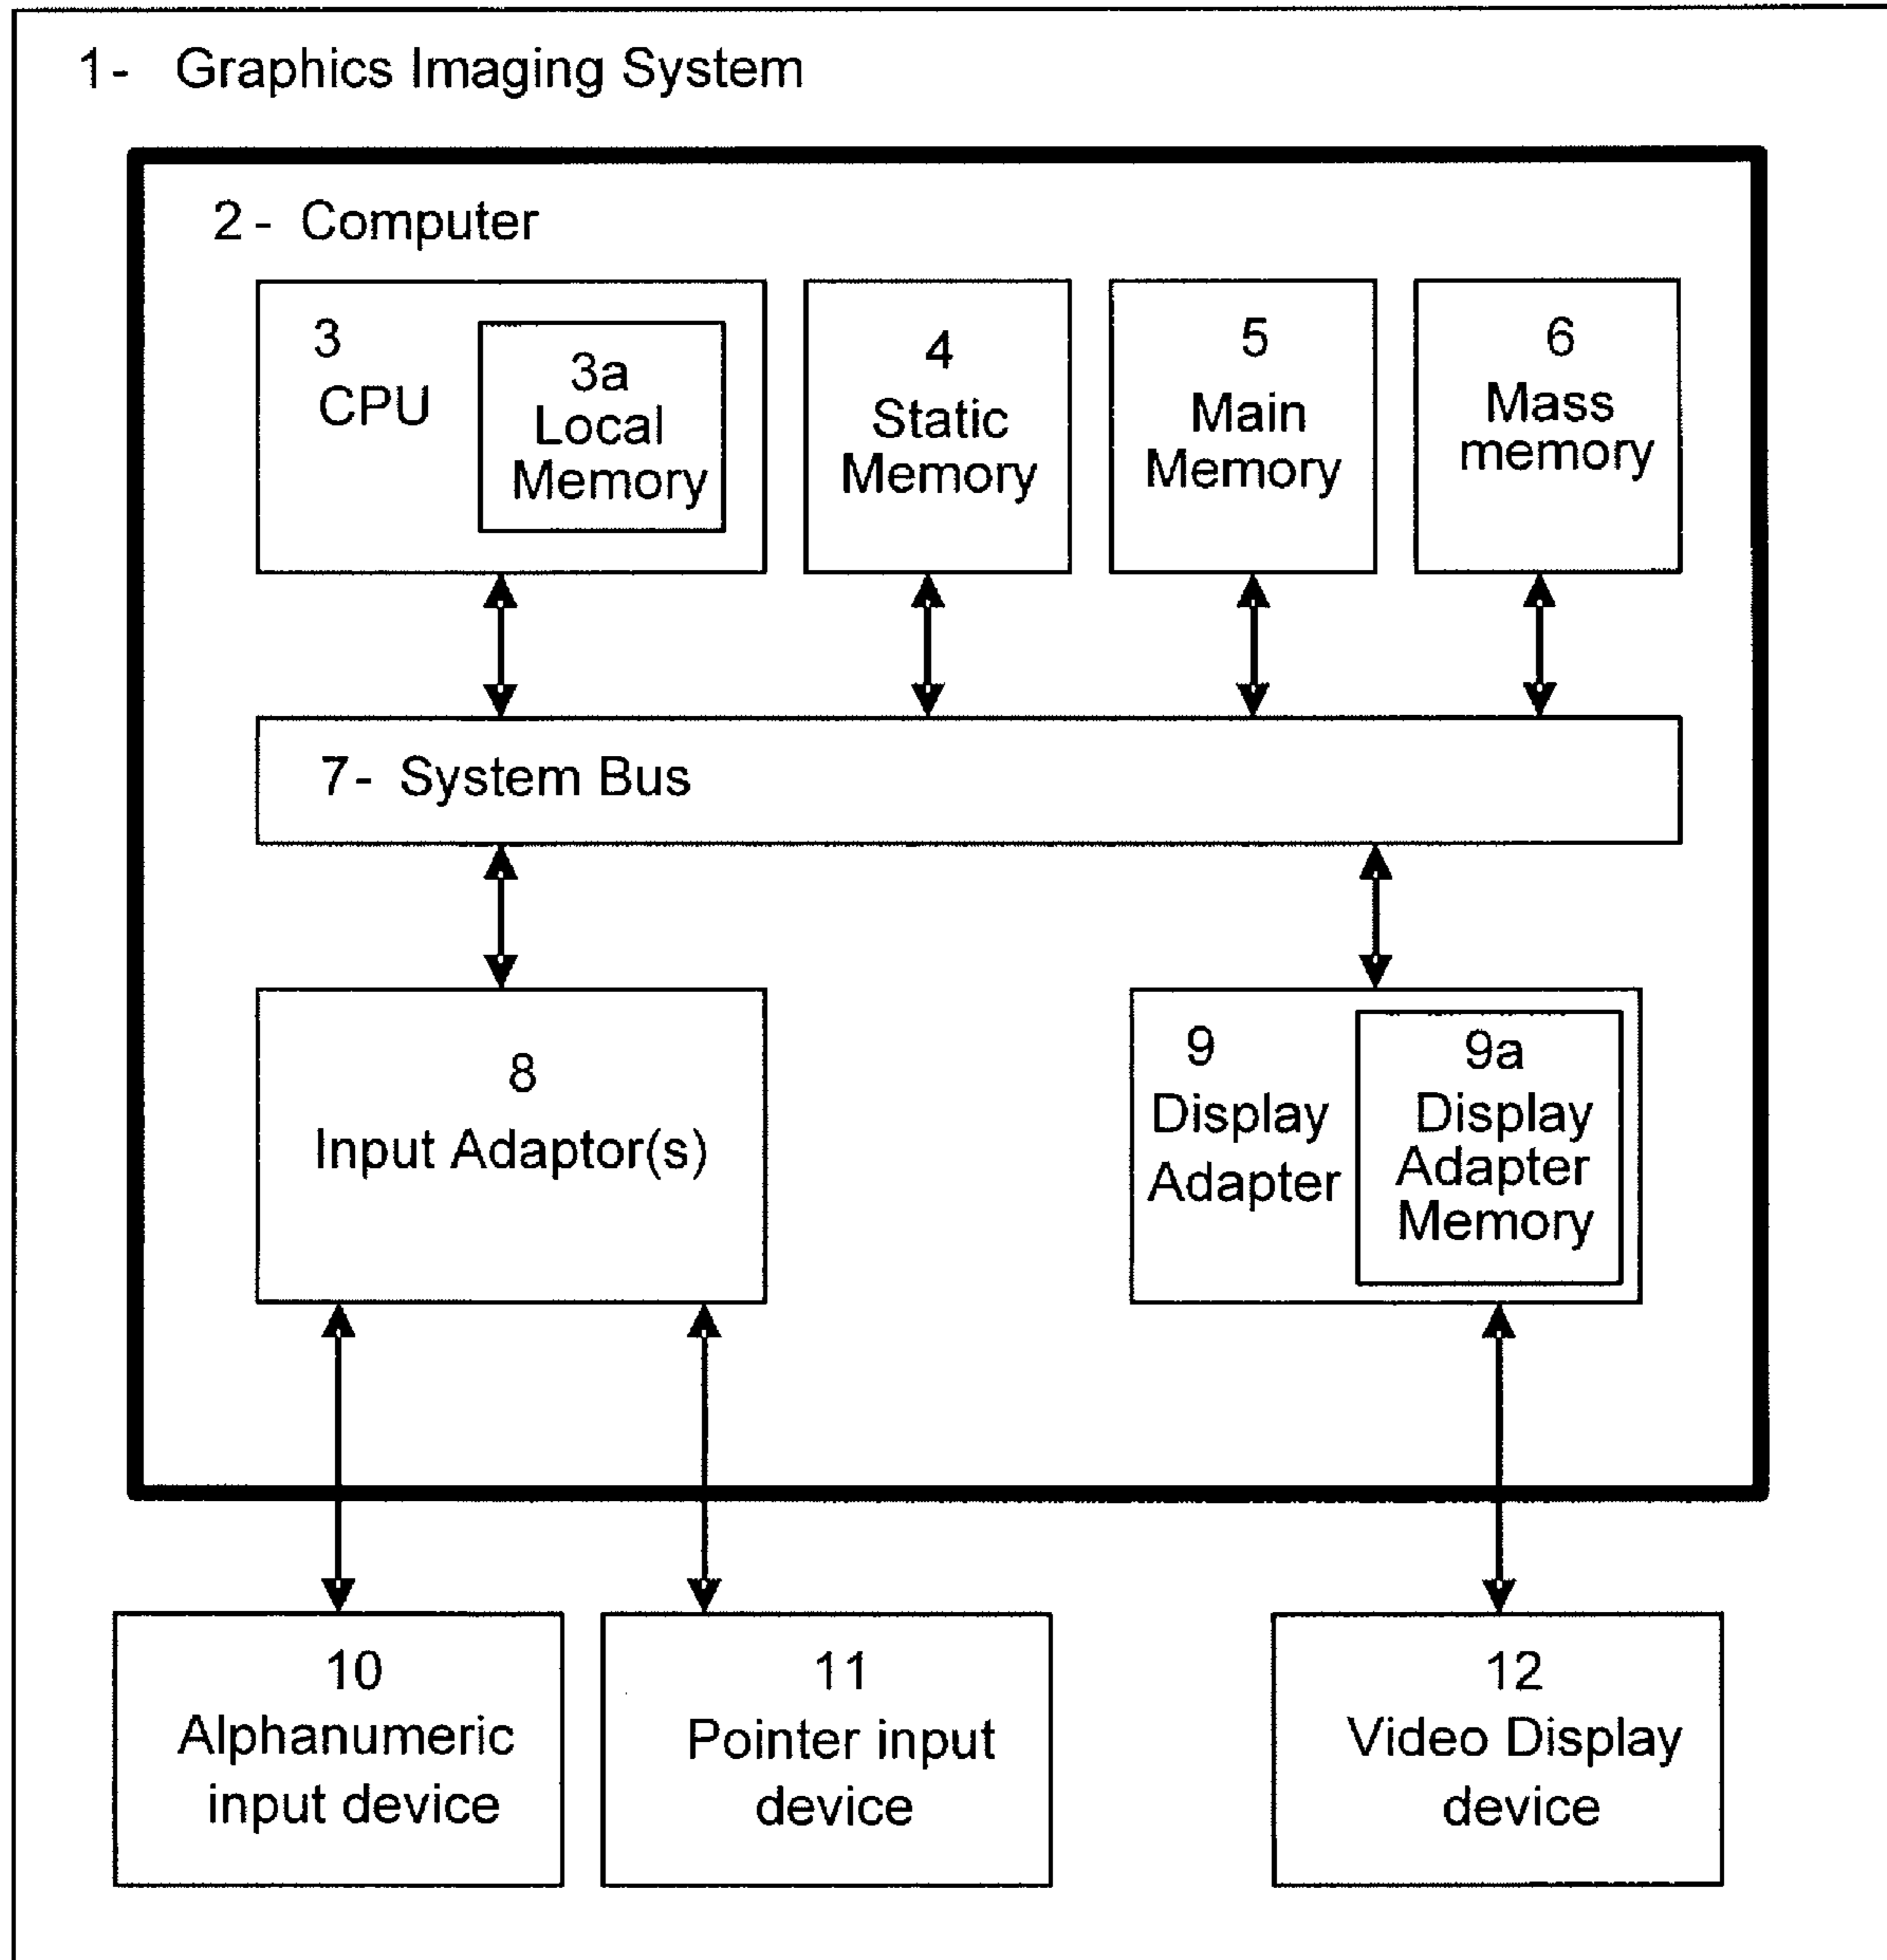 1- Graphics Imaging System
2- Computer
3
CPU
3a
Local
Memory
4
Static
Memory
5
Main
Memory
6
Mass
memory
7- System Bus
8
Input Adaptor(s)
9
Display
Adapter
9a
Display
Adapter
Memory
10
Alphanumeric
input device
11
Pointer input
device
12
Video Display
device